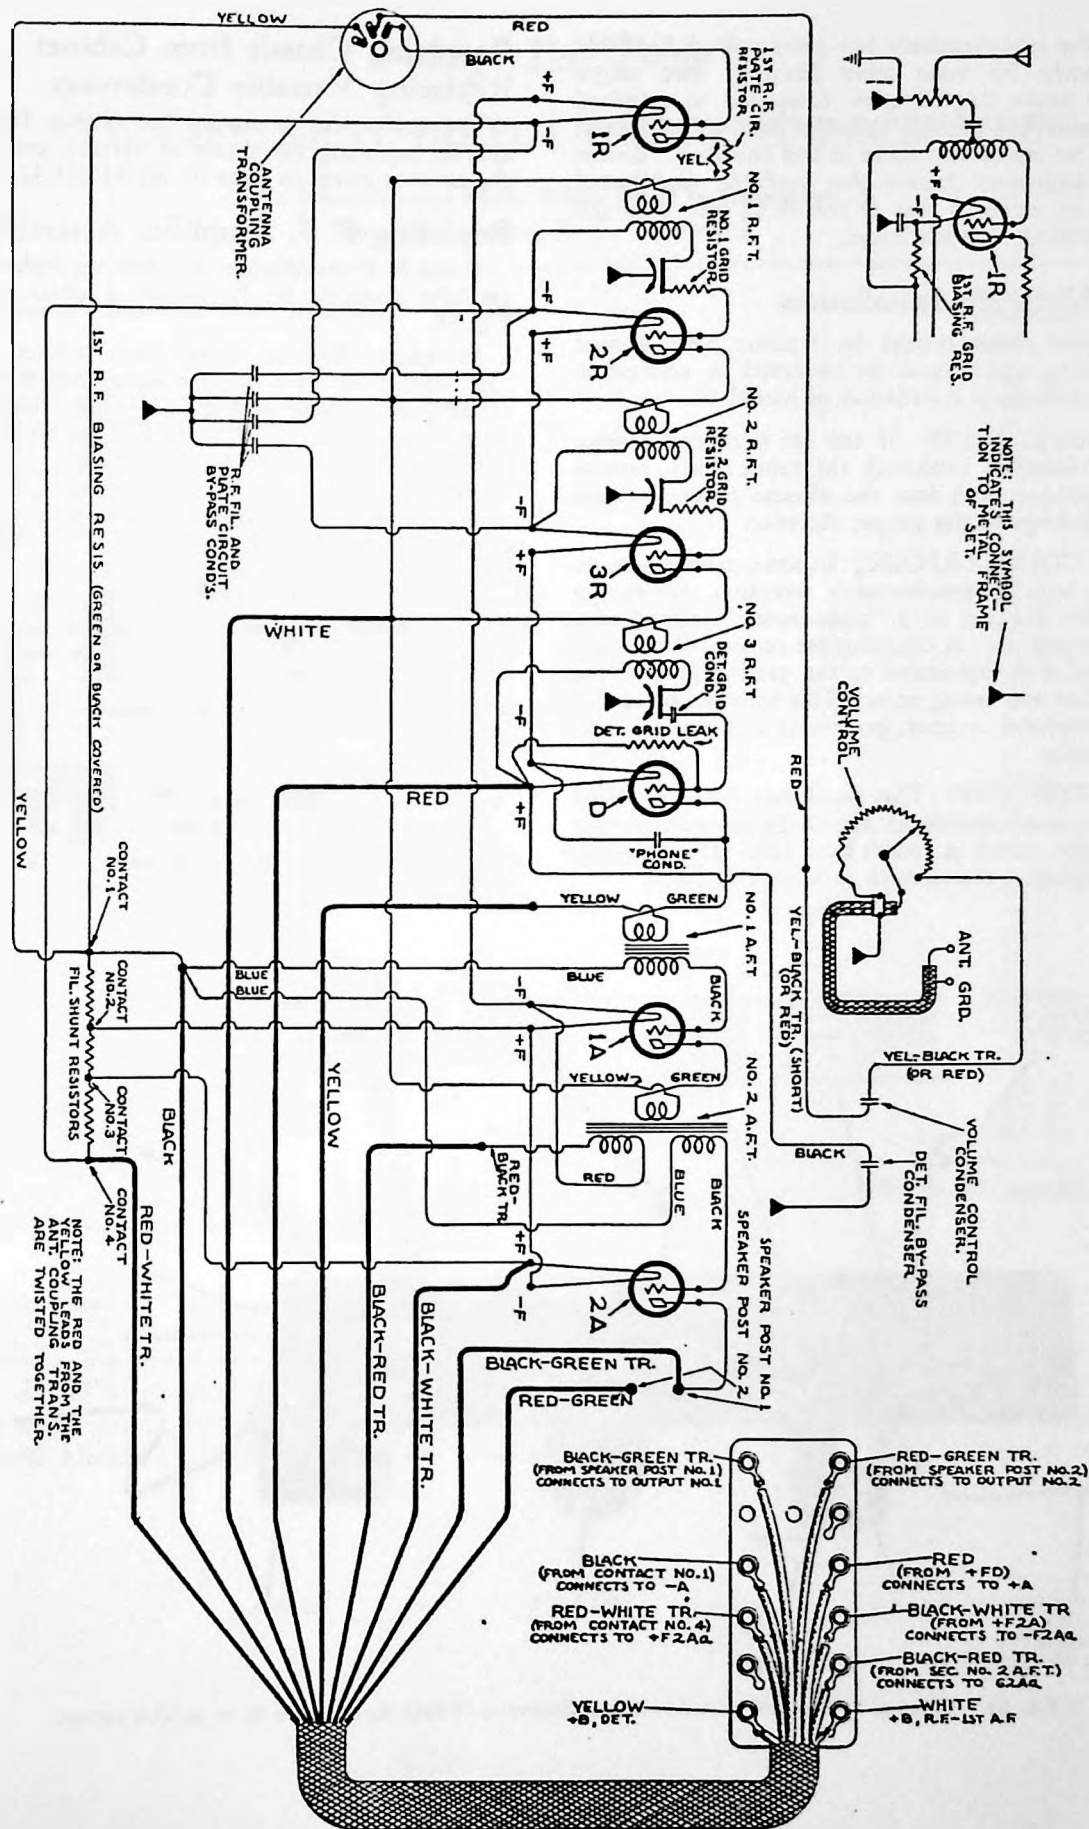 YELLOW
RED
BLACK
+F
-F
1R
1ST. R.F.
PLATE CIR.
RESISTOR
YEL.
ANTENNA
COUPLING
TRANSFORMER.
NO. 1 R.F.T.
NO. 1 GRID
RESISTOR
-F
+F
2R
+F
-F
1R
1ST. R.F. GRID
BIASING RES.
NOTE: THIS SYMBOL
INDICATES CONNEC-
TION TO METAL FRAME
OF SET.
1ST R.F. BIASING RESIS. (GREEN OR BLACK COVERED)
R.F. FIL. AND
PLATE CIRCUIT
BY-PASS COND'S.
NO. 2 R.F.T.
NO. 2 GRID
RESISTOR
-F
+F
3R
WHITE
NO. 3 R.F.T
DET. GRID
COND.
-F
DET. GRID LEAK
RED
+F
D
"PHONE"
COND.
VOLUME
CONTROL
RED
ANT.
GRD.
YELLOW
CONTACT
NO. 1
CONTACT
NO. 2
FIL. SHUNT RESISTORS
CONTACT
NO. 3
CONTACT
NO. 4
YELLOW
GREEN
NO. 1 A.F.T
YEL-BLACK TR. (SHORT)
(OR RED)
BLUE
BLUE
BLUE
BLACK
-F
+F
1A
YEL-BLACK TR.
(OR RED)
VOLUME CONTROL
CONDENSER.
BLACK
DET. FIL. BY-PASS
CONDENSER
YELLOW
GREEN
NO. 2 A.F.T.
YELLOW
BLACK
RED-
BLACK TR
RED
BLUE
BLACK
+F
-F
2A
SPEAKER POST NO. 1
SPEAKER POST NO. 2
RED-WHITE TR.
BLACK-RED TR.
BLACK-WHITE TR.
BLACK-GREEN TR.
RED-GREEN
NOTE: THE RED AND THE
YELLOW LEADS FROM THE
ANT. COUPLING TRANS.
ARE TWISTED TOGETHER.
BLACK-GREEN TR.
(FROM SPEAKER POST NO. 1)
CONNECTS TO OUTPUT NO. 1
RED-GREEN TR.
(FROM SPEAKER POST NO. 2)
CONNECTS TO OUTPUT NO. 2
BLACK
(FROM CONTACT NO. 1)
CONNECTS TO -A
RED
(FROM +FD)
CONNECTS TO +A
RED-WHITE TR.
(FROM CONTACT NO. 4)
CONNECTS TO +F2Aa
BLACK-WHITE TR
(FROM +F2A)
CONNECTS TO -F2Aa
BLACK-RED TR.
(FROM SEC. NO. 2 A.F.T.)
CONNECTS TO G2Aa
YELLOW
+B, DET.
WHITE
+B, R.F.-1ST A.F.